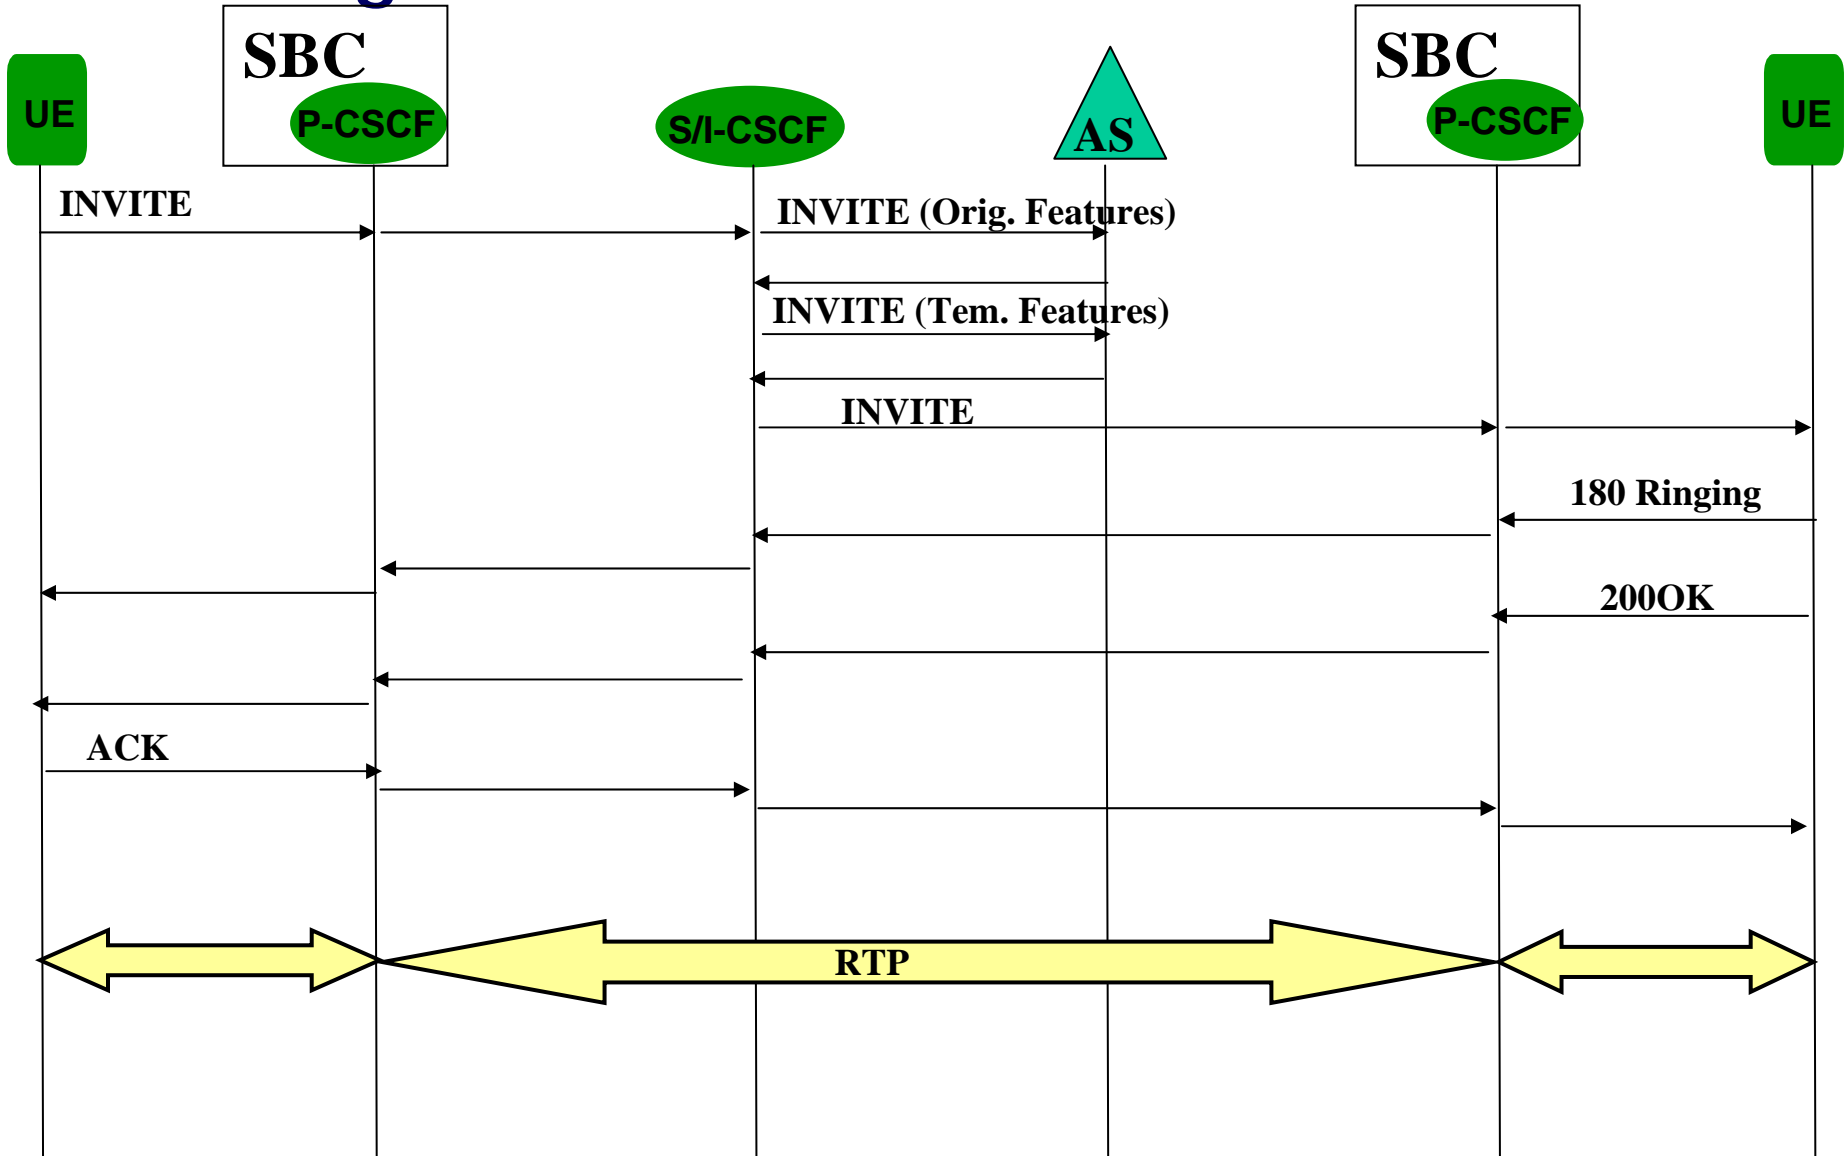 g
SBC
SBC
UE
P-CSCF
S/I-CSCF
AS
P-CSCF
UE
INVITE
INVITE (Orig. Features)
INVITE (Tem. Features)
INVITE
180 Ringing
200OK
ACK
RTP